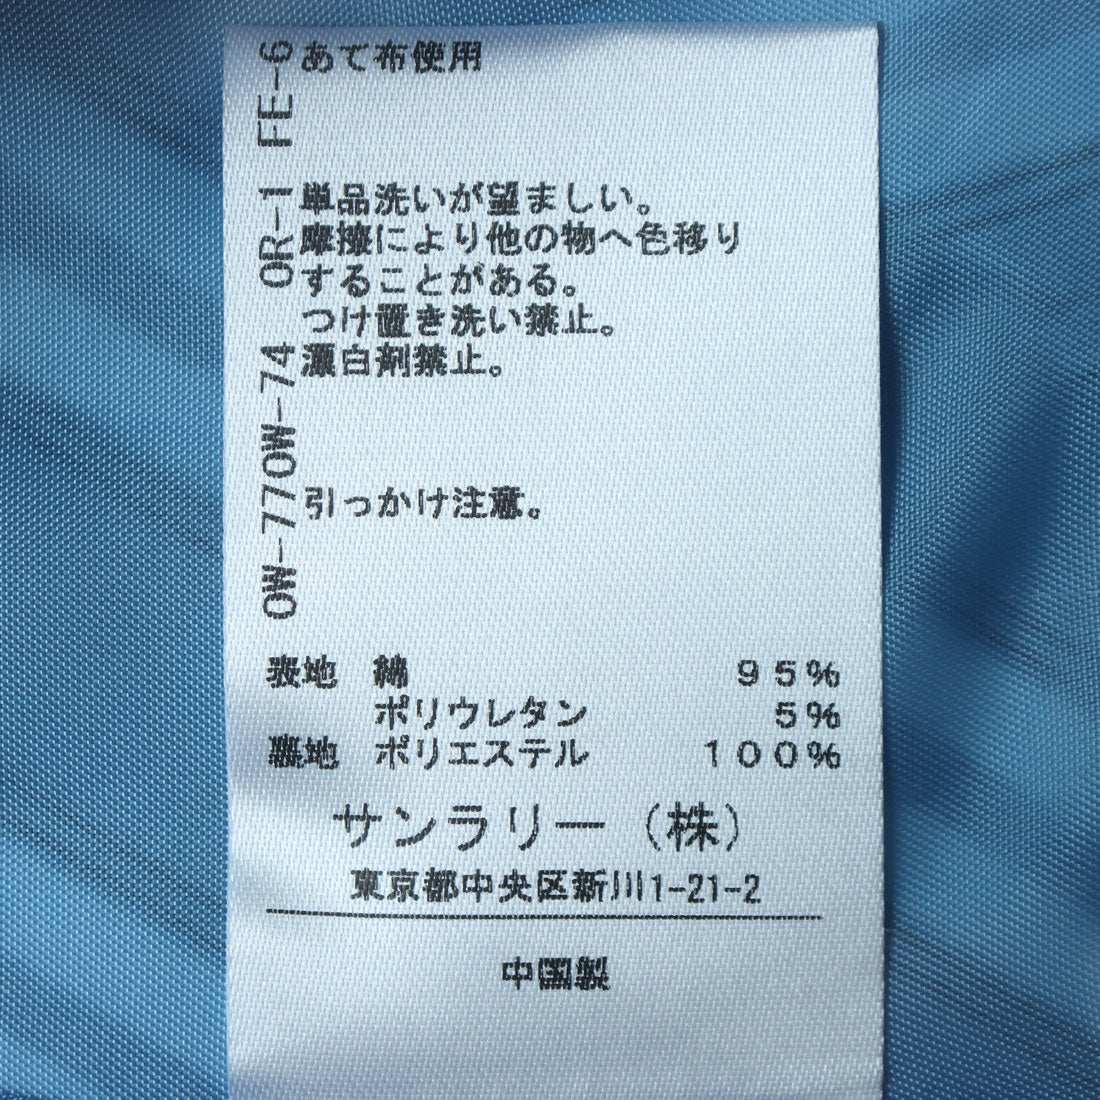 あて布使用
単品洗いが望ましい。
摩擦により他の物へ色移り
することがある。
つけ置き洗い禁止。
漂白剤禁止。
引っかけ注意。
OW-770W-74 OR-1 FE-6
表地 綿 95%
ポリウレタン 5%
裏地 ポリエステル 100%
サンラリー(株)
東京都中央区新川1-21-2
中国製